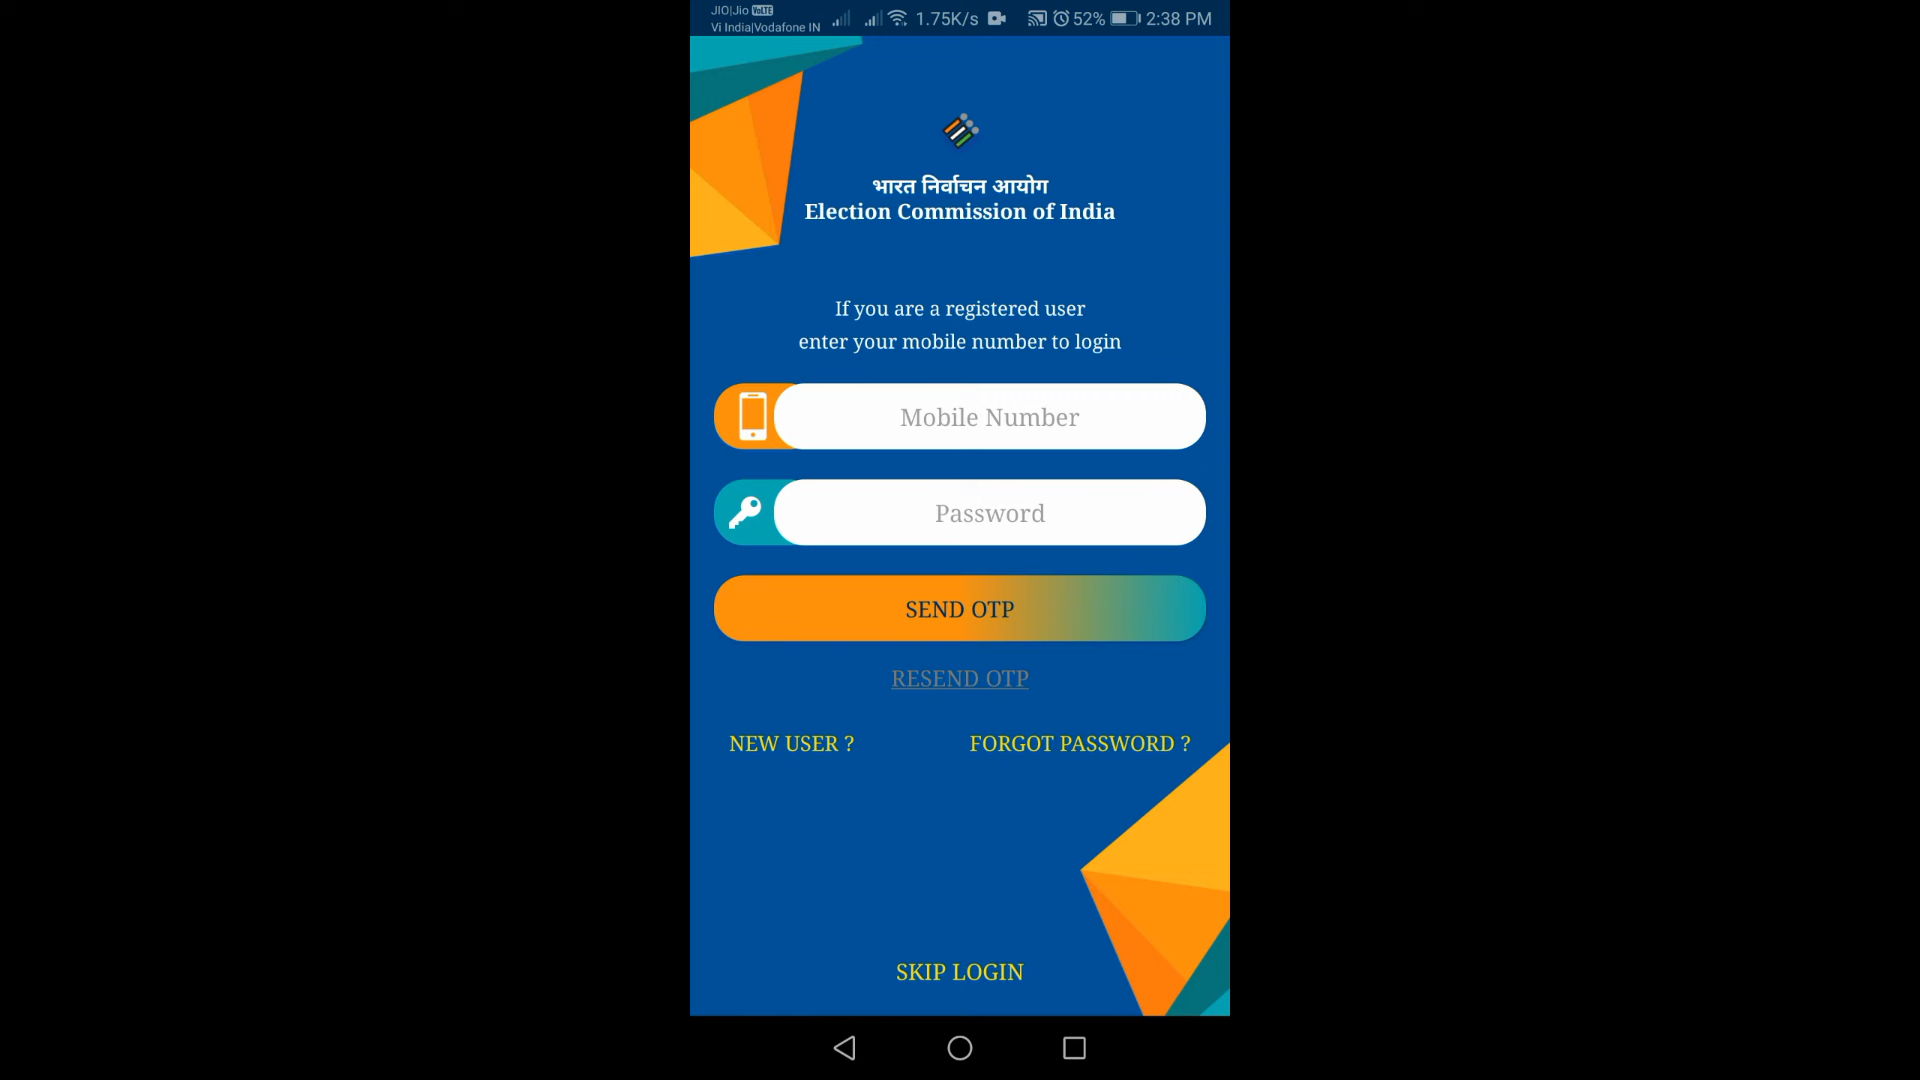 JIO|Jio VoLTE
Vi India|Vodafone IN
1.75K/s
52%
2:38 PM
भारत निर्वाचन आयोग
Election Commission of India
If you are a registered user
enter your mobile number to login
Mobile Number
Password
SEND OTP
RESEND OTP
NEW USER ? FORGOT PASSWORD ?
SKIP LOGIN